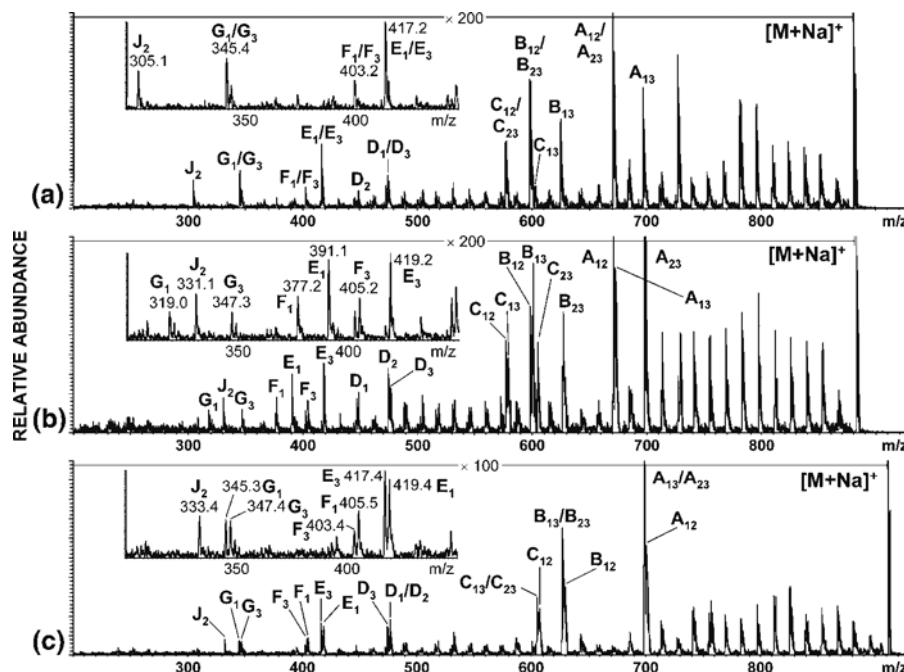 × 200
[M+Na]⁺
J₂
305.1
G₁/G₃
345.4
F₁/F₃
403.2
417.2
E₁/E₃
350
400
m/z
J₂
G₁/G₃
F₁/F₃
E₁/E₃
D₂
D₁/D₃
C₁₂/
C₂₃
B₁₂/
B₂₃
C₁₃
B₁₃
A₁₂/
A₂₃
A₁₃
(a)
300
400
500
600
700
800
m/z
× 200
[M+Na]⁺
G₁
319.0
J₂
331.1
G₃
347.3
F₁
377.2
E₁
391.1
F₃
405.2
419.2
E₃
350
400
m/z
G₁
J₂
G₃
F₁
E₁
F₃
E₃
D₁
D₂
D₃
C₁₂
C₁₃
B₁₂
B₁₃
C₂₃
B₂₃
A₁₂
A₁₃
A₂₃
(b)
300
400
500
600
700
800
m/z
× 100
[M+Na]⁺
J₂
333.4
345.3 G₁
347.4 G₃
F₃
403.4
F₁
405.5
E₃ 417.4
419.4 E₁
350
400
m/z
J₂
G₁
G₃
F₃
F₁
E₃
E₁
D₃
D₁/D₂
C₁₃/C₂₃
C₁₂
B₁₃/B₂₃
B₁₂
A₁₃/A₂₃
A₁₂
(c)
300
400
500
600
700
800
m/z
RELATIVE ABUNDANCE